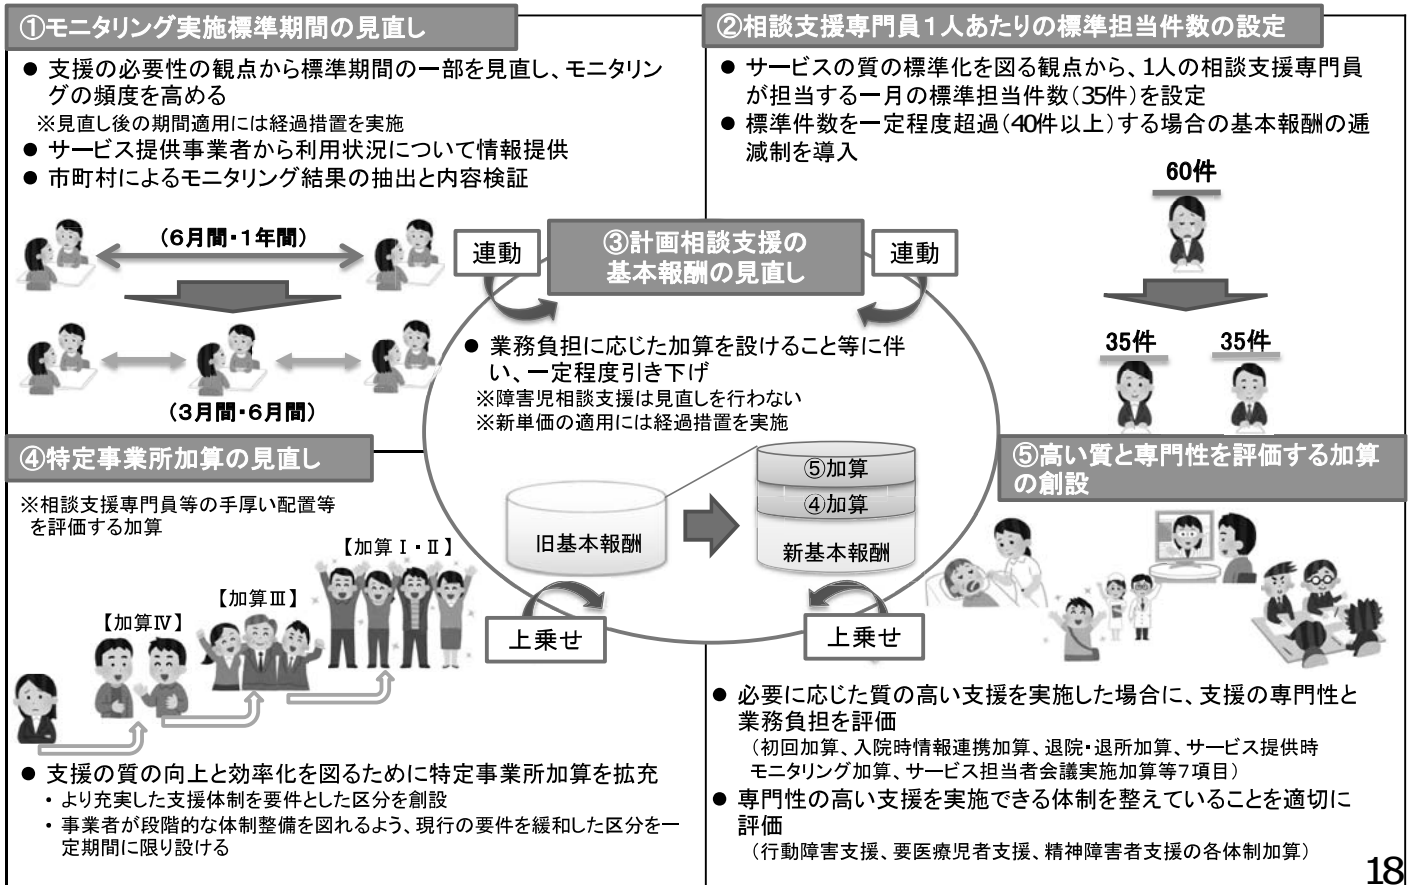 ①モニタリング実施標準期間の見直し
● 支援の必要性の観点から標準期間の一部を見直し、モニタリン
グの頻度を高める
※見直し後の期間適用には経過措置を実施
● サービス提供事業者から利用状況について情報提供
● 市町村によるモニタリング結果の抽出と内容検証
(6月間・1年間)
(3月間・6月間)
②相談支援専門員1人あたりの標準担当件数の設定
● サービスの質の標準化を図る観点から、1人の相談支援専門員
が担当する一月の標準担当件数(35件)を設定
● 標準件数を一定程度超過(40件以上)する場合の基本報酬の逓
減制を導入
60件
35件
35件
連動
③計画相談支援の
基本報酬の見直し
連動
● 業務負担に応じた加算を設けること等に伴
い、一定程度引き下げ
※障害児相談支援は見直しを行わない
※新単価の適用には経過措置を実施
旧基本報酬
⑤加算
④加算
新基本報酬
上乗せ
上乗せ
④特定事業所加算の見直し
※相談支援専門員等の手厚い配置等
を評価する加算
【加算Ⅰ・Ⅱ】
【加算Ⅲ】
【加算Ⅳ】
● 支援の質の向上と効率化を図るために特定事業所加算を拡充
・ より充実した支援体制を要件とした区分を創設
・ 事業者が段階的な体制整備を図れるよう、現行の要件を緩和した区分を一
定期間に限り設ける
⑤高い質と専門性を評価する加算
の創設
● 必要に応じた質の高い支援を実施した場合に、支援の専門性と
業務負担を評価
(初回加算、入院時情報連携加算、退院・退所加算、サービス提供時
モニタリング加算、サービス担当者会議実施加算等7項目)
● 専門性の高い支援を実施できる体制を整えていることを適切に
評価
(行動障害支援、要医療児者支援、精神障害者支援の各体制加算)
18